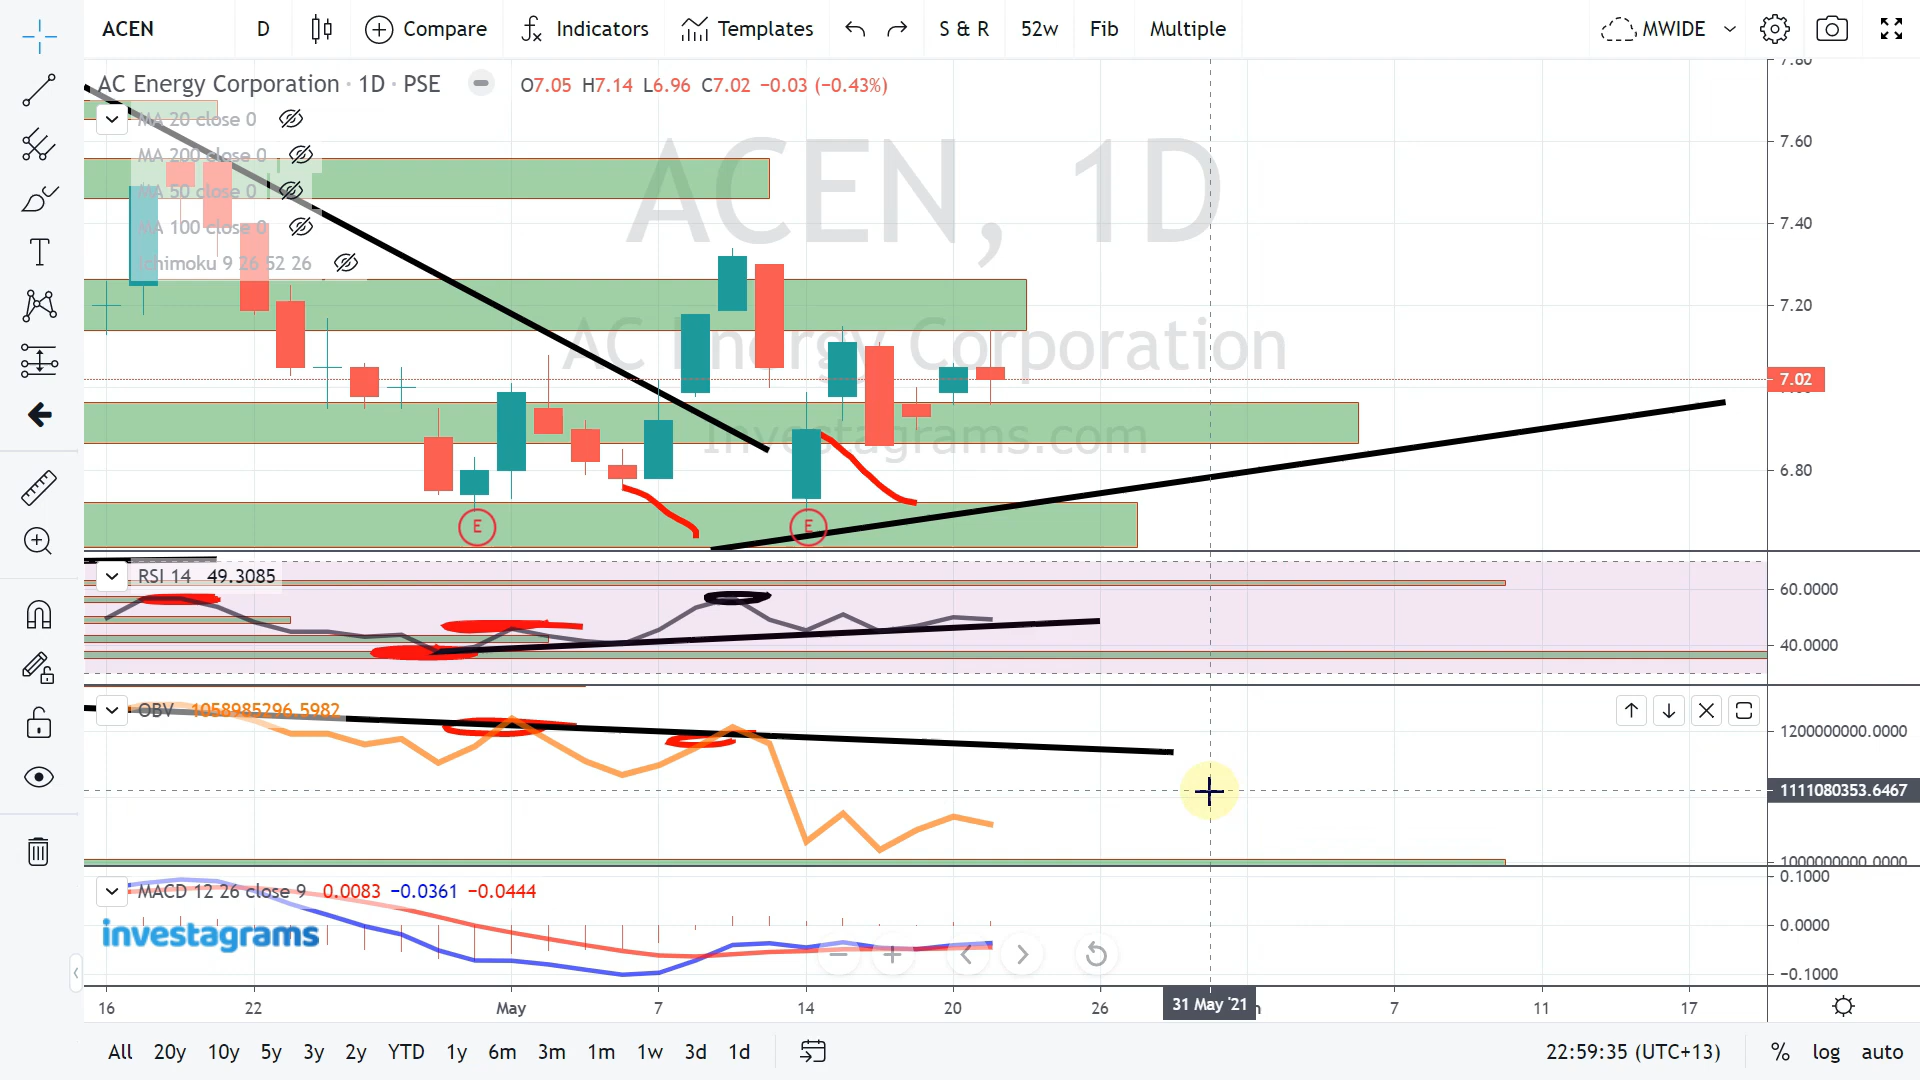 ACEN D Compare Indicators Templates S & R 52w Fib Multiple MWIDE
AC Energy Corporation · 1D · PSE O7.05 H7.14 L6.96 C7.02 −0.03 (−0.43%)
MA 20 close 0
MA 200 close 0
MA 50 close 0
MA 100 close 0
Ichimoku 9 26 52 26
ACEN, 1D
AC Energy Corporation
Investagrams.com
7.80
7.60
7.40
7.20
7.02
6.80
E E
RSI 14 49.3085
60.0000
40.0000
OBV 1058985296.5982
1200000000.0000
1111080353.6467
1000000000.0000
MACD 12 26 close 9 0.0083 −0.0361 −0.0444
0.1000
0.0000
−0.1000
investagrams
16 22 May 7 14 20 26 31 May '21 7 11 17
All 20y 10y 5y 3y 2y YTD 1y 6m 3m 1m 1w 3d 1d 22:59:35 (UTC+13) % log auto